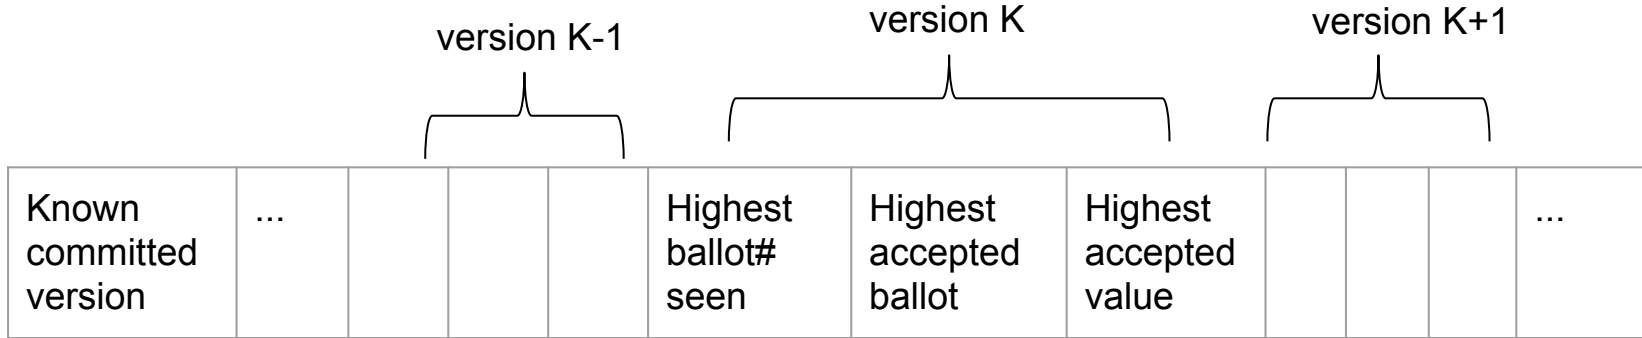 version K-1
version K
version K+1
Known
committed
version
...
Highest
ballot#
seen
Highest
accepted
ballot
Highest
accepted
value
...